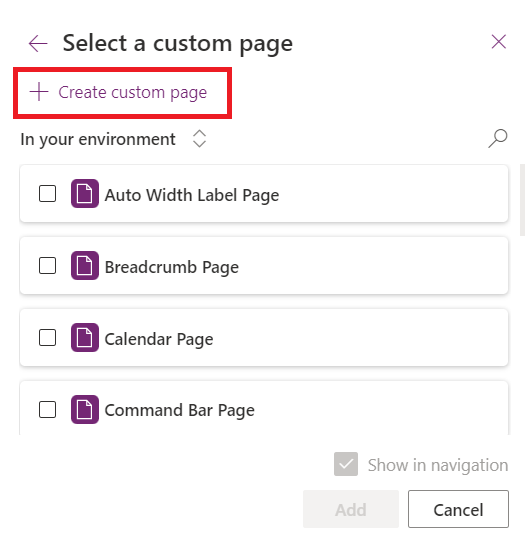 Select a custom page
Create custom page
In your environment
Auto Width Label Page
Breadcrumb Page
Calendar Page
Command Bar Page
Show in navigation
Add
Cancel